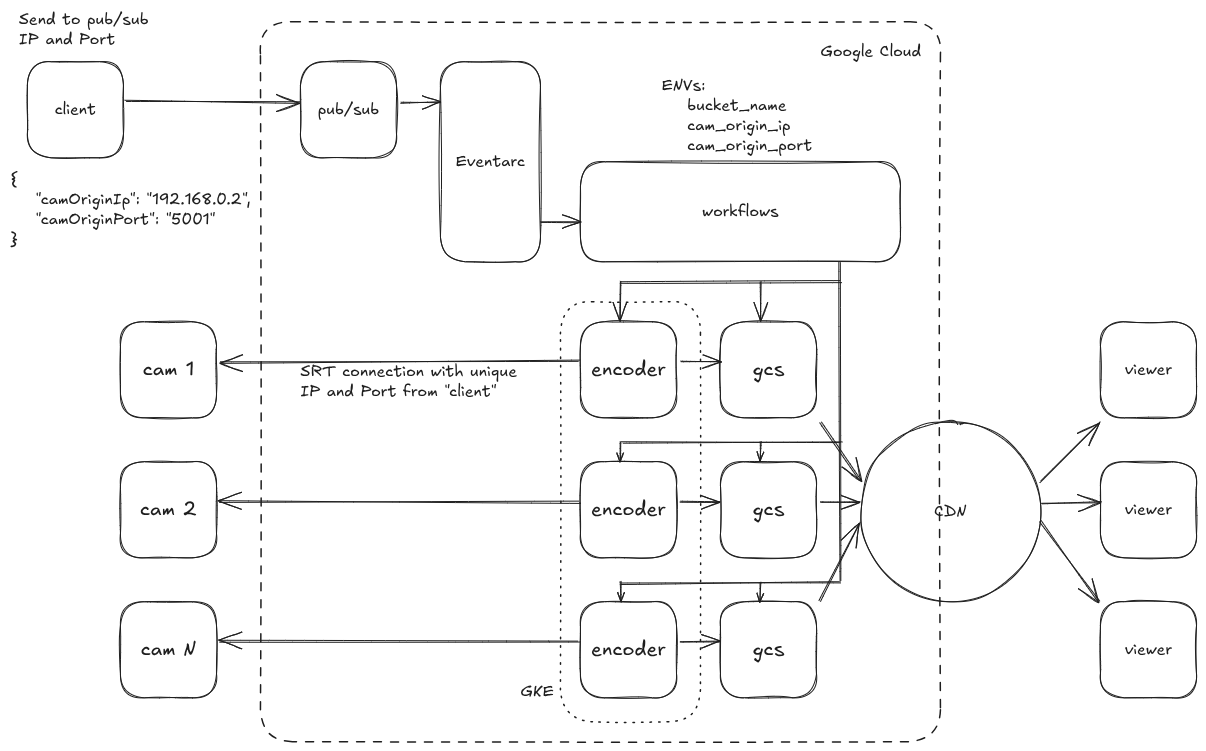 Send to pub/sub
IP and Port
Google Cloud
client
pub/sub
Eventarc
ENVs:
bucket_name
cam_origin_ip
cam_origin_port
workflows
{
"camOriginIp": "192.168.0.2",
"camOriginPort": "5001"
}
cam 1
SRT connection with unique
IP and Port from "client"
encoder
gcs
viewer
cam 2
encoder
gcs
CDN
viewer
cam N
encoder
gcs
viewer
GKE